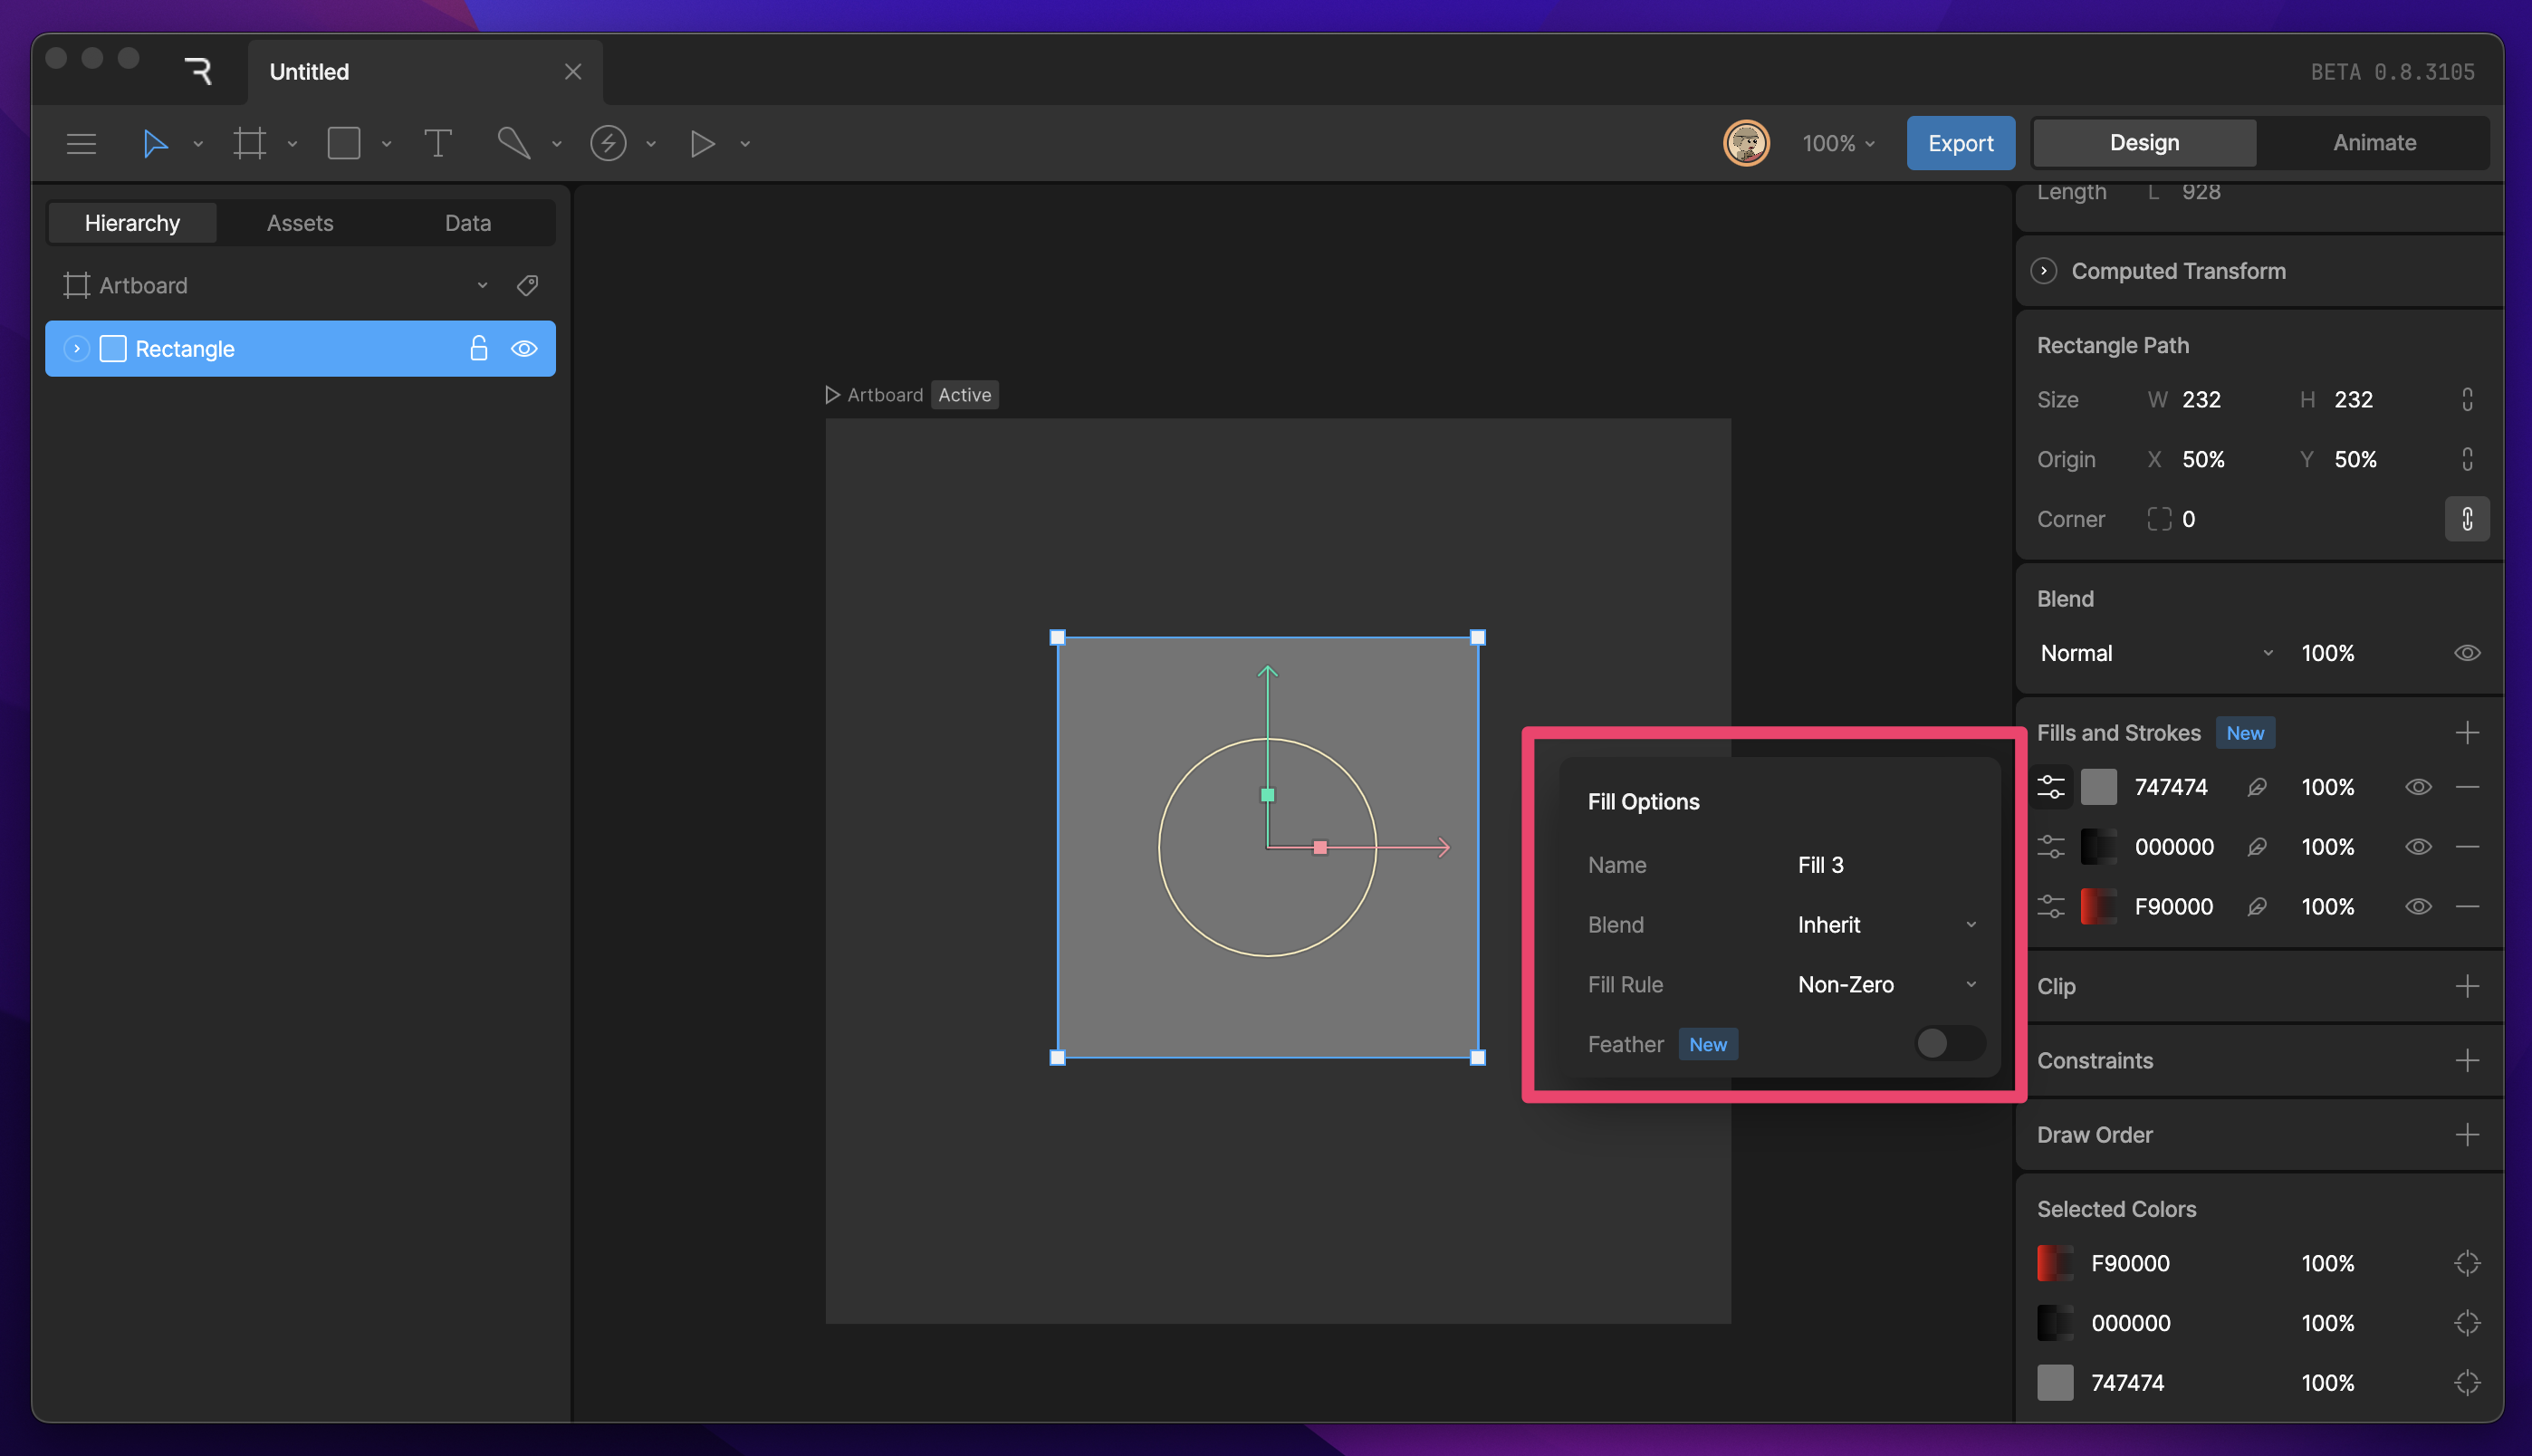 Untitled
BETA 0.8.3105
100%
Export
Design
Animate
Hierarchy
Assets
Data
Artboard
Rectangle
Artboard Active
Length L 928
Computed Transform
Rectangle Path
Size W 232 H 232
Origin X 50% Y 50%
Corner 0
Blend
Normal 100%
Fills and Strokes New
747474 100%
000000 100%
F90000 100%
Fill Options
Name Fill 3
Blend Inherit
Fill Rule Non-Zero
Feather New
Clip
Constraints
Draw Order
Selected Colors
F90000 100%
000000 100%
747474 100%